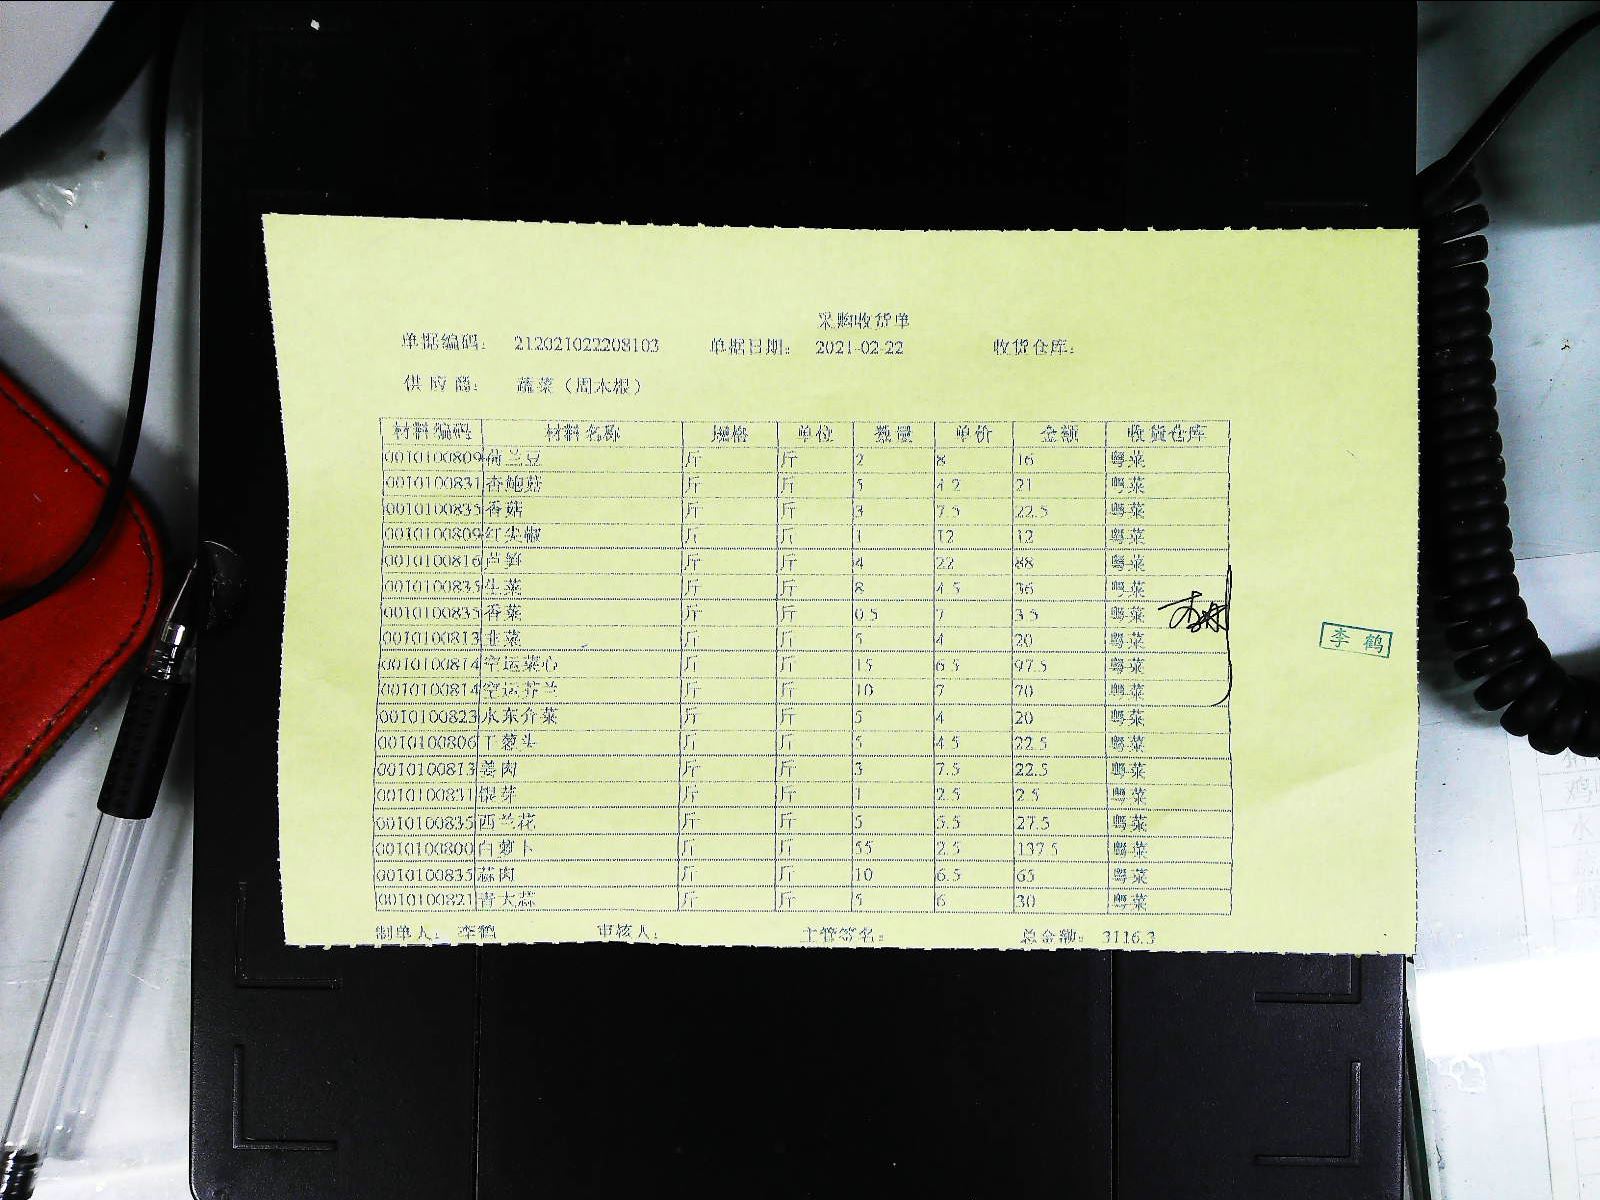 采购收货单
单据编码： 212021022208103 单据日期： 2021-02-22 收货仓库：
供应商： 蔬菜（周木根）
材料编码 材料名称 规格 单位 数量 单价 金额 收货仓库
0010100809 荷兰豆 斤 斤 2 8 16 粤菜
0010100831 杏鲍菇 斤 斤 5 4.2 21 粤菜
0010100835 香菇 斤 斤 3 7.5 22.5 粤菜
0010100809 红尖椒 斤 斤 1 12 12 粤菜
0010100816 芦笋 斤 斤 4 22 88 粤菜
0010100835 生菜 斤 斤 8 4.5 36 粤菜
0010100835 香菜 斤 斤 0.5 7 3.5 粤菜
0010100813 韭菜 斤 斤 5 4 20 粤菜
0010100814 空运菜心 斤 斤 15 6.5 97.5 粤菜
0010100814 空运芥兰 斤 斤 10 7 70 粤菜
0010100823 水东介菜 斤 斤 5 4 20 粤菜
0010100806 干葱头 斤 斤 5 4.5 22.5 粤菜
0010100813 姜肉 斤 斤 3 7.5 22.5 粤菜
0010100831 银芽 斤 斤 1 2.5 2.5 粤菜
0010100835 西兰花 斤 斤 5 5.5 27.5 粤菜
0010100800 白萝卜 斤 斤 55 2.5 137.5 粤菜
0010100835 蒜肉 斤 斤 10 6.5 65 粤菜
0010100821 青大蒜 斤 斤 5 6 30 粤菜
制单人： 李鹤 审核人： 主管签名： 总金额： 3116.3
李鹤